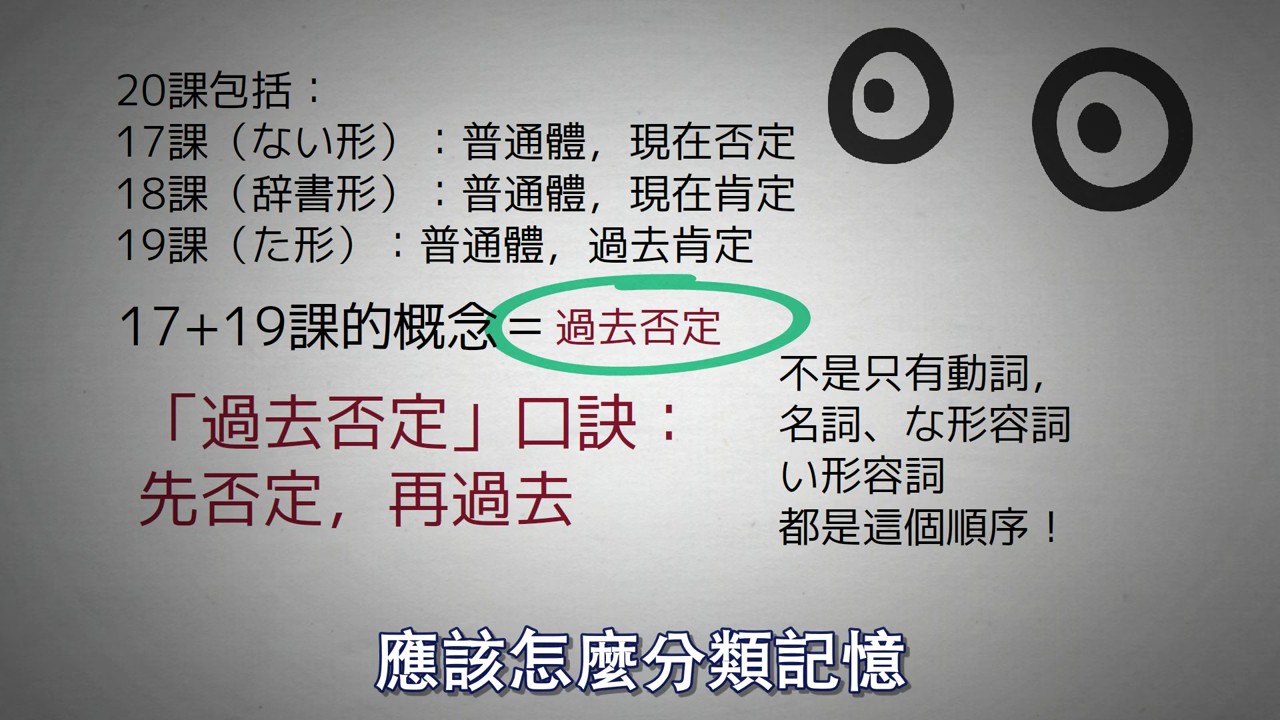 20課包括：
17課（ない形）：普通體，現在否定
18課（辞書形）：普通體，現在肯定
19課（た形）：普通體，過去肯定
17+19課的概念＝過去否定
「過去否定」口訣：
先否定，再過去
不是只有動詞，
名詞、な形容詞
い形容詞
都是這個順序！
應該怎麼分類記憶